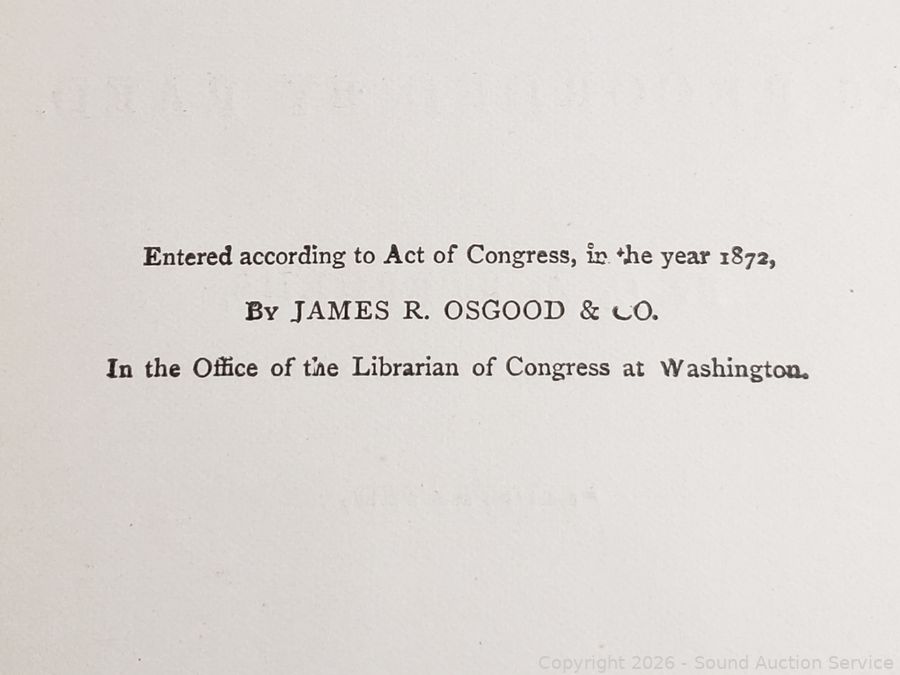 Entered according to Act of Congress, in the year 1872,
By JAMES R. OSGOOD & CO.
In the Office of the Librarian of Congress at Washington.
Copyright 2026 - Sound Auction Service